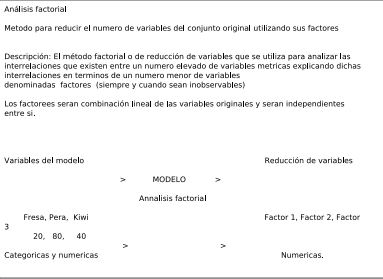 Análisis factorial
Metodo para reducir el numero de variables del conjunto original utilizando sus factores
Descripción: El método factorial o de reducción de variables que se utiliza para analizar las
interrelaciones que existen entre un numero elevado de variables metricas explicando dichas
interrelaciones en terminos de un numero menor de variables
denominadas factores (siempre y cuando sean inobservables)
Los factorees seran combinación lineal de las variables originales y seran independientes
entre si.
Variables del modelo Reducción de variables
> MODELO >
Annalisis factorial
Fresa, Pera, Kiwi Factor 1, Factor 2, Factor
3
20, 80, 40
> >
Categoricas y numericas Numericas.